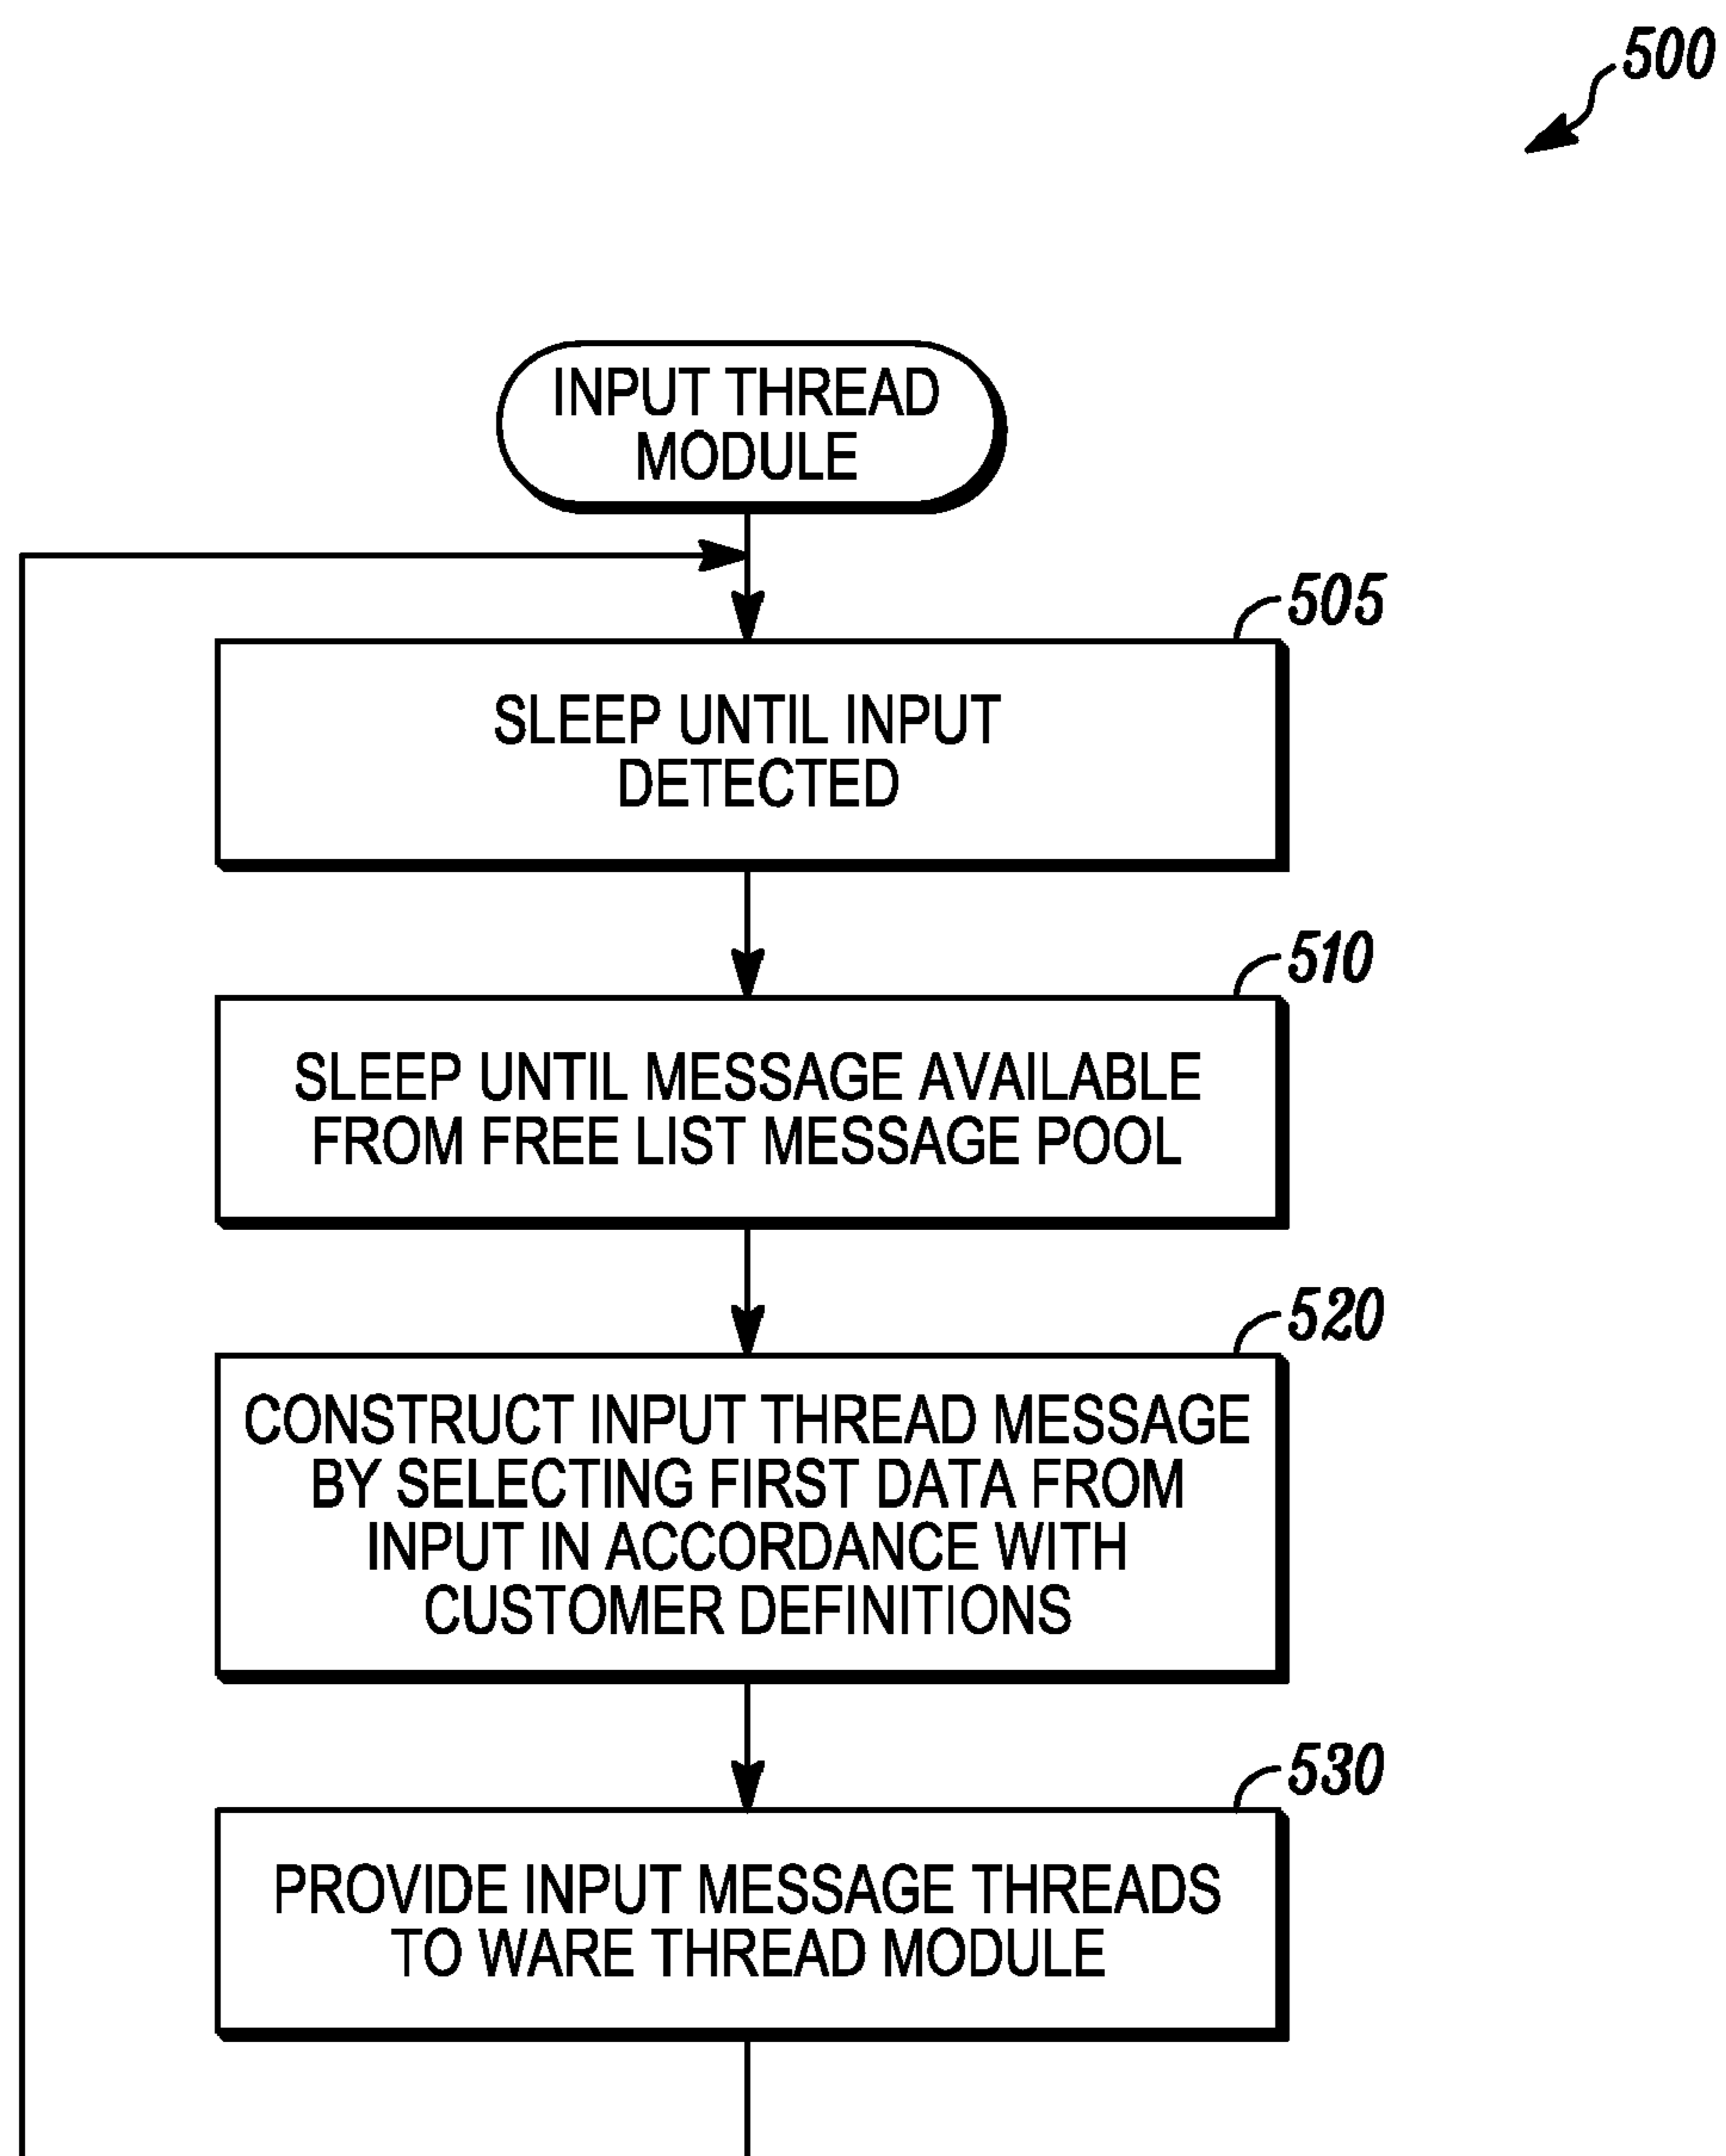 500
INPUT THREAD
MODULE
505
SLEEP UNTIL INPUT
DETECTED
510
SLEEP UNTIL MESSAGE AVAILABLE
FROM FREE LIST MESSAGE POOL
520
CONSTRUCT INPUT THREAD MESSAGE
BY SELECTING FIRST DATA FROM
INPUT IN ACCORDANCE WITH
CUSTOMER DEFINITIONS
530
PROVIDE INPUT MESSAGE THREADS
TO WARE THREAD MODULE